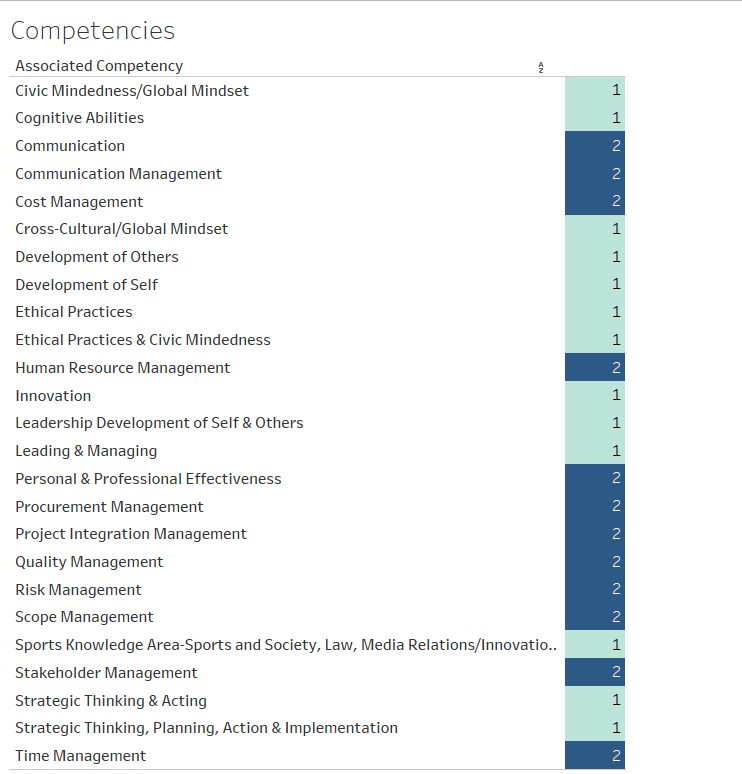 Competencies
Associated Competency
Civic Mindedness/Global Mindset 1
Cognitive Abilities 1
Communication 2
Communication Management 2
Cost Management 2
Cross-Cultural/Global Mindset 1
Development of Others 1
Development of Self 1
Ethical Practices 1
Ethical Practices & Civic Mindedness 1
Human Resource Management 2
Innovation 1
Leadership Development of Self & Others 1
Leading & Managing 1
Personal & Professional Effectiveness 2
Procurement Management 2
Project Integration Management 2
Quality Management 2
Risk Management 2
Scope Management 2
Sports Knowledge Area-Sports and Society, Law, Media Relations/Innovatio.. 1
Stakeholder Management 2
Strategic Thinking & Acting 1
Strategic Thinking, Planning, Action & Implementation 1
Time Management 2